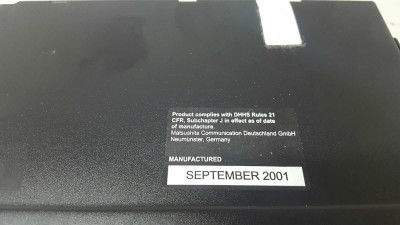 Product complies with DHHS Rules 21
CFR, Subchapter J in effect as of date
of manufacture.
Matsushita Communication Deutschland GmbH
Neumünster, Germany
MANUFACTURED
SEPTEMBER 2001